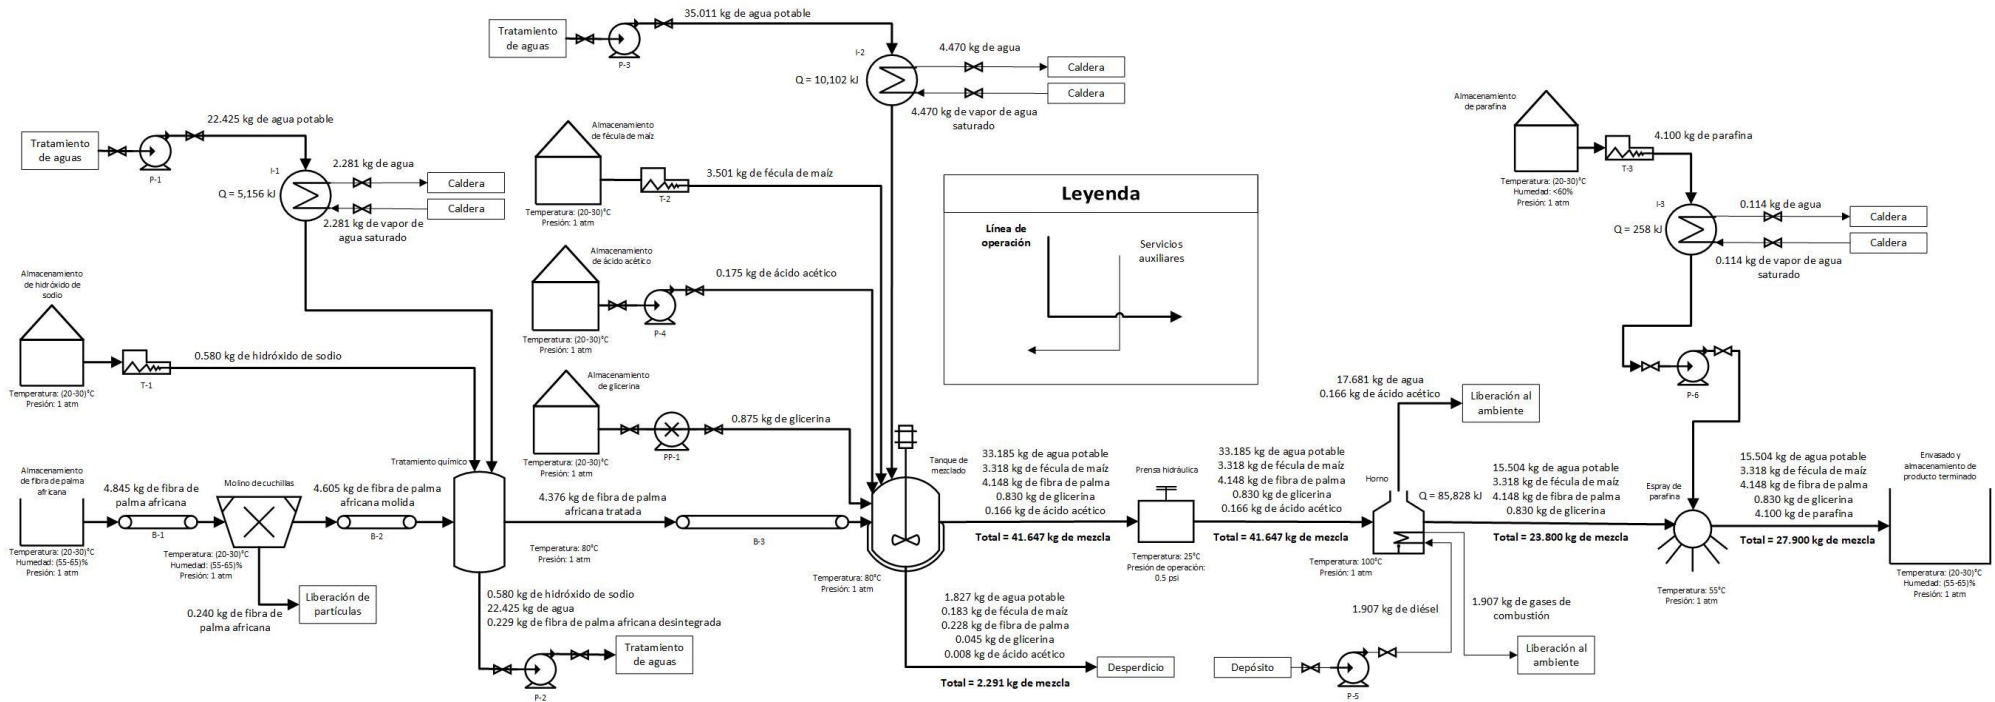 Tratamiento
de aguas
P-1
22.425 kg de agua potable
I-1
Q = 5,156 kJ
2.281 kg de agua
Caldera
Caldera
2.281 kg de vapor de
agua saturado
Almacenamiento
de hidróxido de
sodio
Temperatura: (20-30)°C
Presión: 1 atm
T-1
0.580 kg de hidróxido de sodio
Almacenamiento
de fibra de palma
africana
Temperatura: (20-30)°C
Humedad: (55-65)%
Presión: 1 atm
4.845 kg de fibra de
palma africana
B-1
Molino de cuchillas
Temperatura: (20-30)°C
Humedad: (55-65)%
Presión: 1 atm
0.240 kg de fibra de
palma africana
Liberación de
partículas
4.605 kg de fibra de palma
africana molida
B-2
Tratamiento químico
Temperatura: 80°C
Presión: 1 atm
4.376 kg de fibra de palma
africana tratada
B-3
0.580 kg de hidróxido de sodio
22.425 kg de agua
0.229 kg de fibra de palma africana desintegrada
P-2
Tratamiento
de aguas
Tratamiento
de aguas
P-3
35.011 kg de agua potable
I-2
Q = 10,102 kJ
4.470 kg de agua
Caldera
Caldera
4.470 kg de vapor de agua
saturado
Almacenamiento
de fécula de maíz
Temperatura: (20-30)°C
Presión: 1 atm
T-2
3.501 kg de fécula de maíz
Almacenamiento
de ácido acético
Temperatura: (20-30)°C
Presión: 1 atm
P-4
0.175 kg de ácido acético
Almacenamiento
de glicerina
Temperatura: (20-30)°C
Presión: 1 atm
PP-1
0.875 kg de glicerina
Tanque de
mezclado
Temperatura: 80°C
Presión: 1 atm
33.185 kg de agua potable
3.318 kg de fécula de maíz
4.148 kg de fibra de palma
0.830 kg de glicerina
0.166 kg de ácido acético
Total = 41.647 kg de mezcla
1.827 kg de agua potable
0.183 kg de fécula de maíz
0.228 kg de fibra de palma
0.045 kg de glicerina
0.008 kg de ácido acético
Total = 2.291 kg de mezcla
Desperdicio
Leyenda
Línea de
operación
Servicios
auxiliares
Prensa hidráulica
Temperatura: 25°C
Presión de operación:
0.5 psi
33.185 kg de agua potable
3.318 kg de fécula de maíz
4.148 kg de fibra de palma
0.830 kg de glicerina
0.166 kg de ácido acético
Total = 41.647 kg de mezcla
17.681 kg de agua
0.166 kg de ácido acético
Liberación al
ambiente
Horno
Q = 85,828 kJ
Temperatura: 100°C
Presión: 1 atm
1.907 kg de diésel
Depósito
P-5
1.907 kg de gases de
combustión
Liberación al
ambiente
15.504 kg de agua potable
3.318 kg de fécula de maíz
4.148 kg de fibra de palma
0.830 kg de glicerina
Total = 23.800 kg de mezcla
Almacenamiento
de parafina
Temperatura: (20-30)°C
Humedad: <60%
Presión: 1 atm
T-3
4.100 kg de parafina
I-3
Q = 258 kJ
0.114 kg de agua
Caldera
Caldera
0.114 kg de vapor de agua
saturado
P-6
Espray de
parafina
Temperatura: 55°C
Presión: 1 atm
15.504 kg de agua potable
3.318 kg de fécula de maíz
4.148 kg de fibra de palma
0.830 kg de glicerina
4.100 kg de parafina
Total = 27.900 kg de mezcla
Envasado y
almacenamiento de
producto terminado
Temperatura: (20-30)°C
Humedad: (55-65)%
Presión: 1 atm